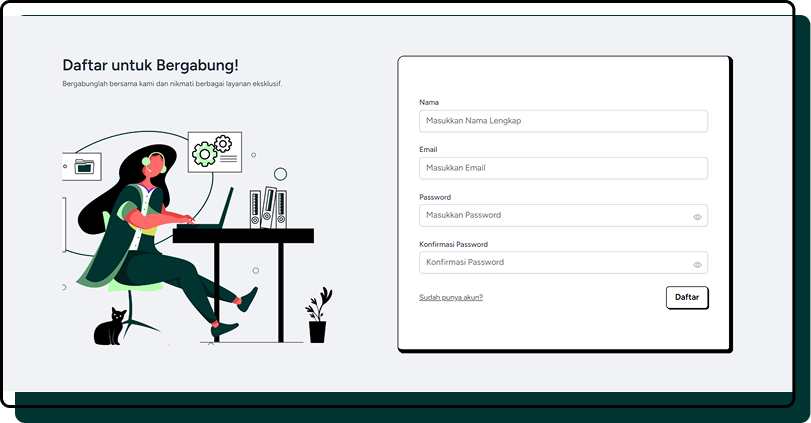 Daftar untuk Bergabung!
Bergabunglah bersama kami dan nikmati berbagai layanan eksklusif.
Nama
Masukkan Nama Lengkap
Email
Masukkan Email
Password
Masukkan Password
Konfirmasi Password
Konfirmasi Password
Sudah punya akun?
Daftar